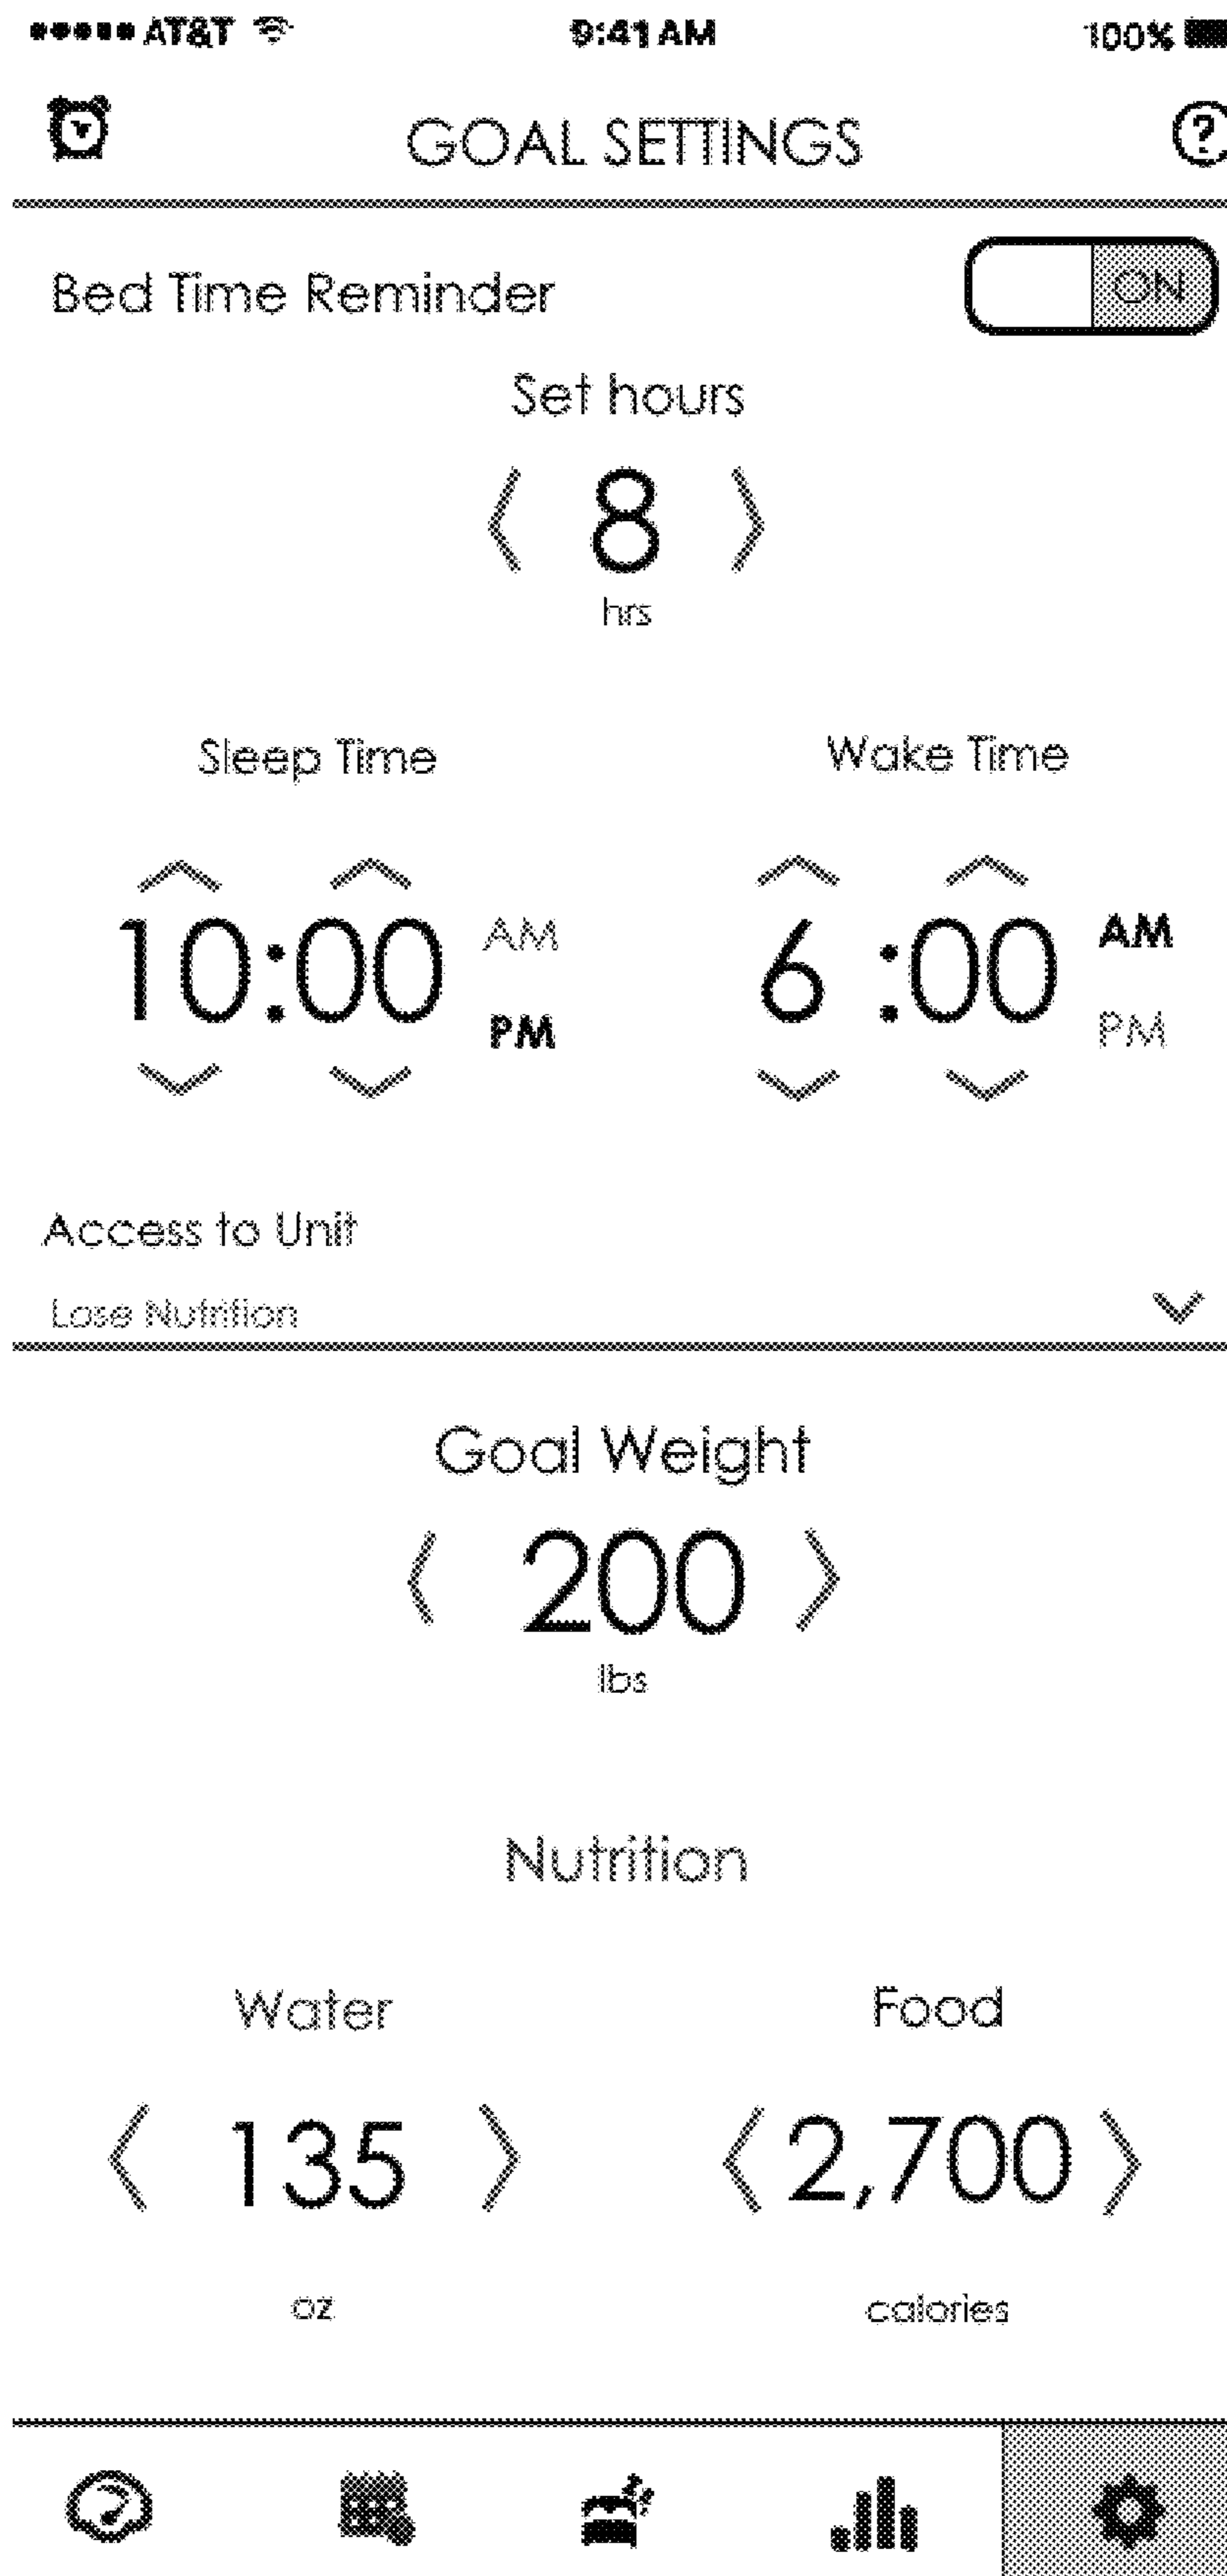 AT&T 9:41 AM 100%
GOAL SETTINGS ?
Bed Time Reminder ON
Set hours
8
hrs
Sleep Time Wake Time
10:00 AM PM 6 :00 AM PM
Access to Unit
Lose Nutrition
Goal Weight
200
lbs
Nutrition
Water Food
135 2,700
oz calories